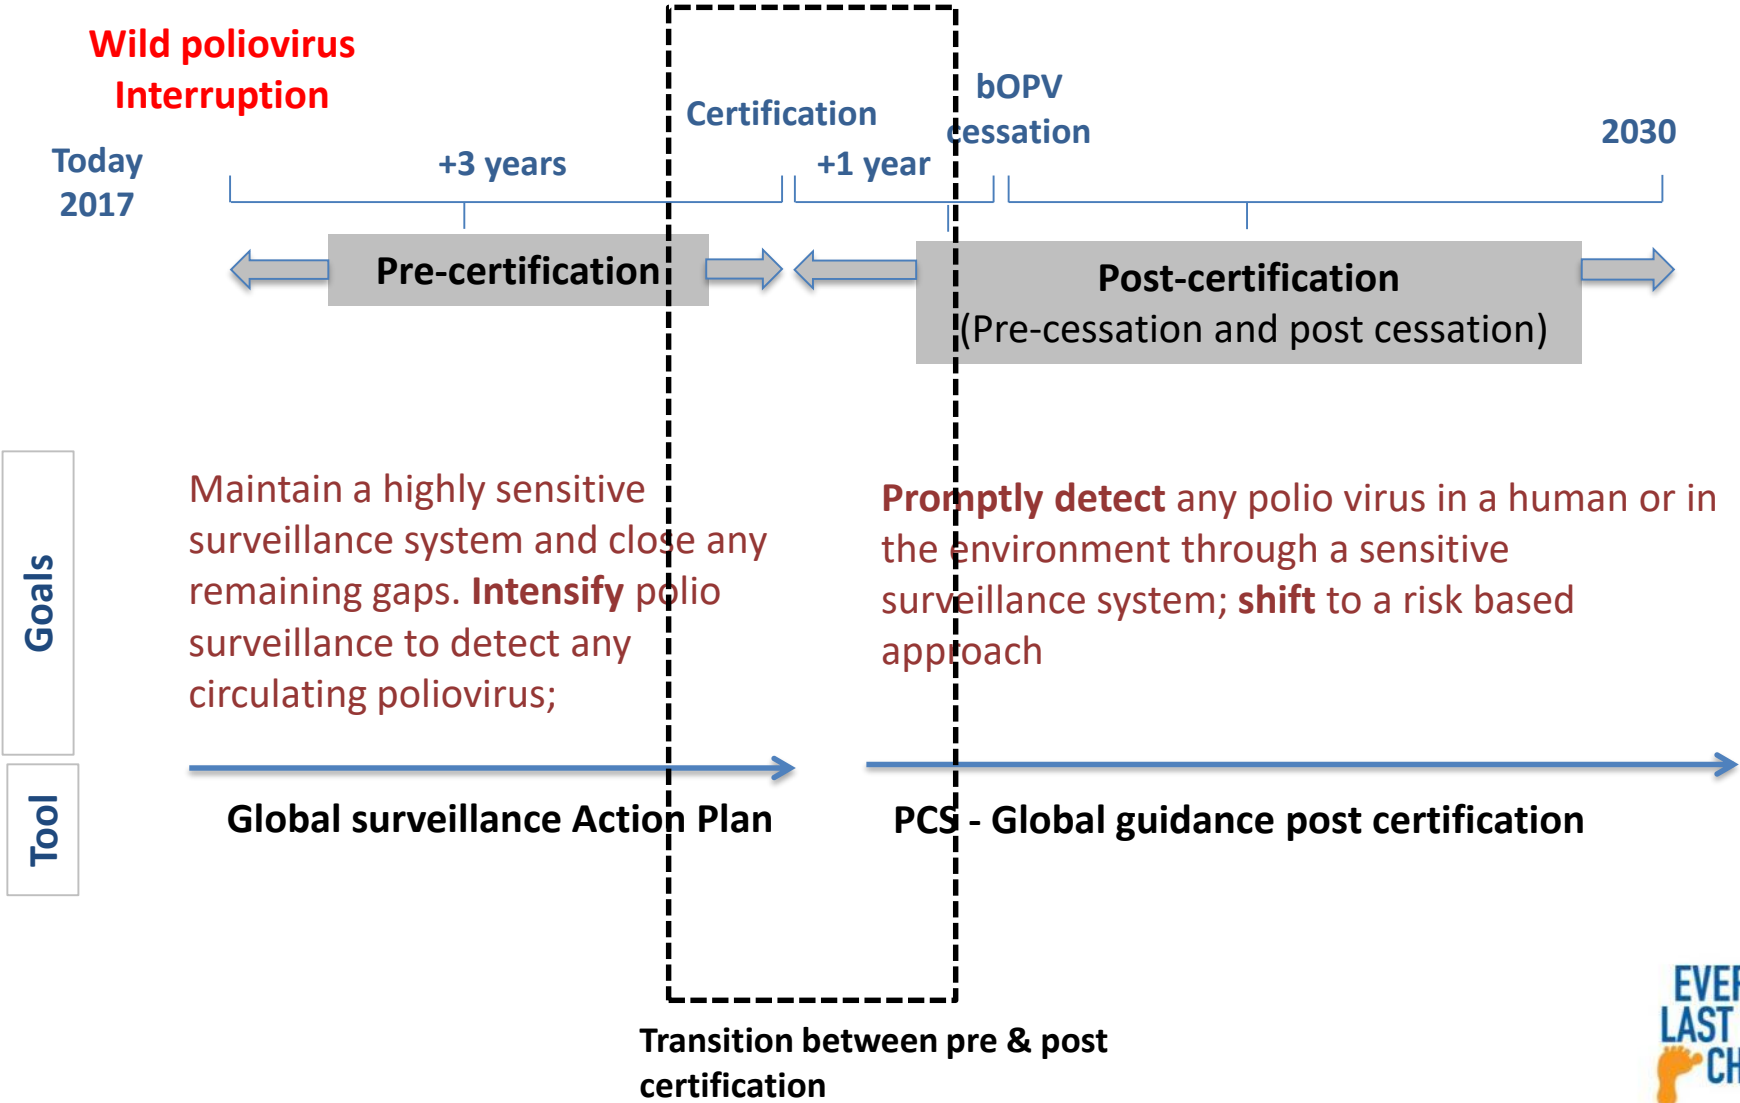 Wild poliovirus
Interruption
Today
2017
+3 years
Certification
+1 year
bOPV
cessation
2030
Pre-certification
Post-certification
(Pre-cessation and post cessation)
Goals
Maintain a highly sensitive
surveillance system and close any
remaining gaps. Intensify polio
surveillance to detect any
circulating poliovirus;
Promptly detect any polio virus in a human or in
the environment through a sensitive
surveillance system; shift to a risk based
approach
Tool
Global surveillance Action Plan
PCS - Global guidance post certification
Transition between pre & post
certification
EVER
LAST
CH